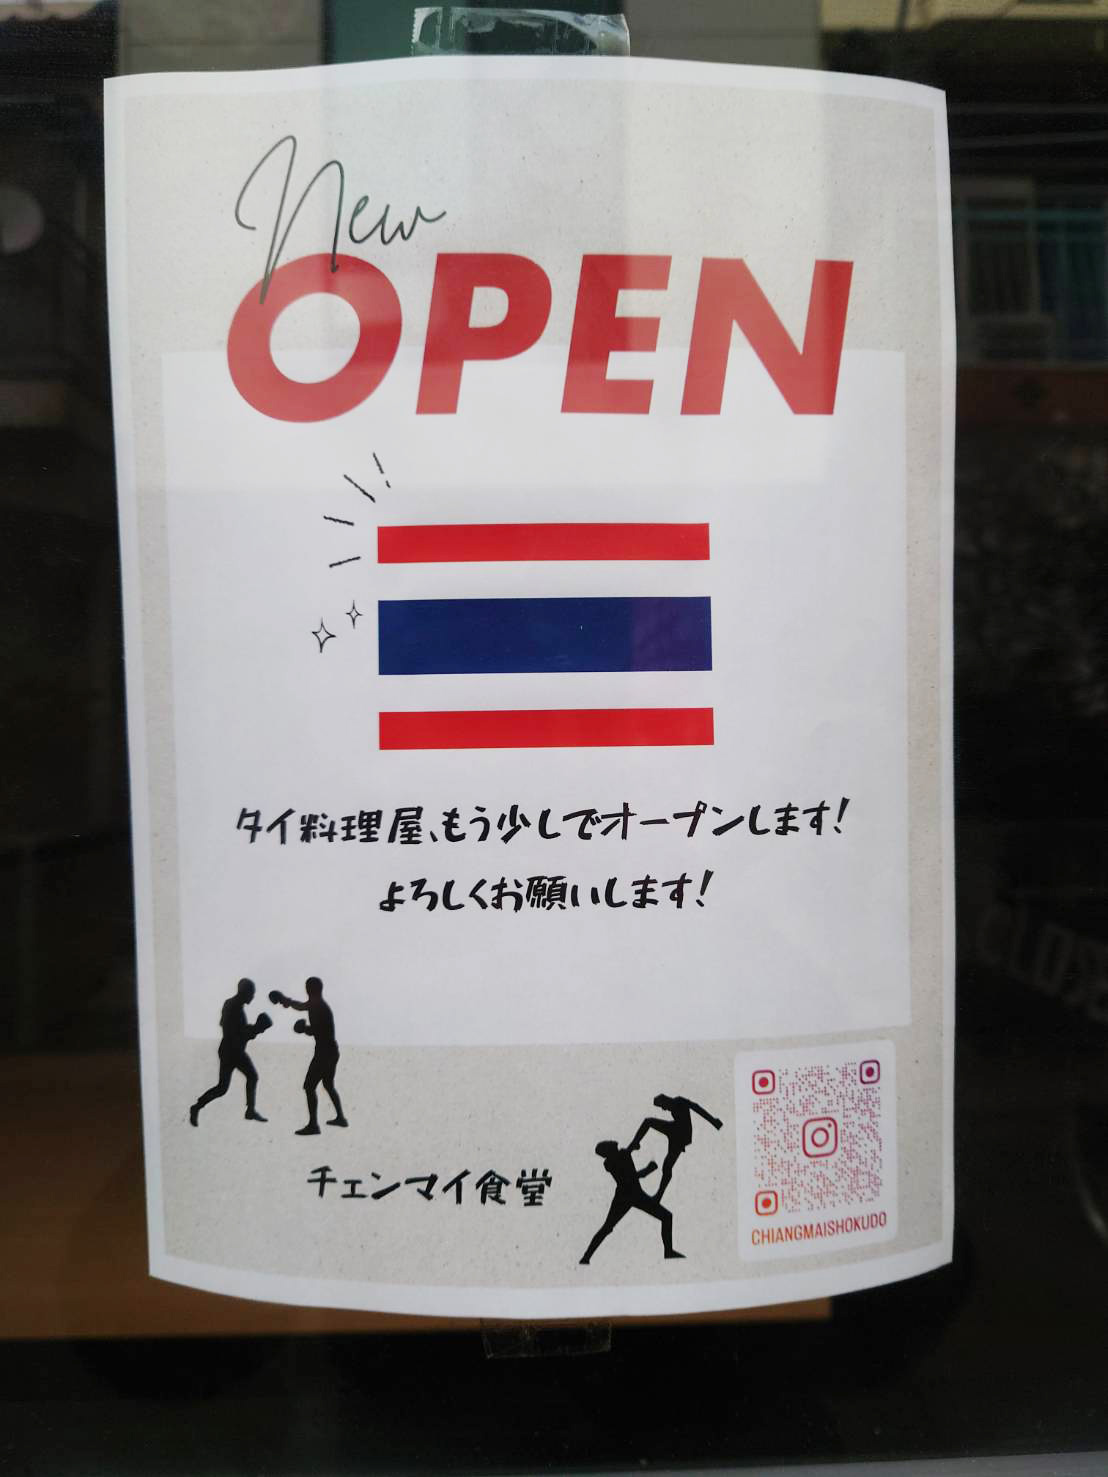 New
OPEN
タイ料理屋、もう少しでオープンします!
よろしくお願いします!
チェンマイ食堂
CHIANGMAISHOKUDO